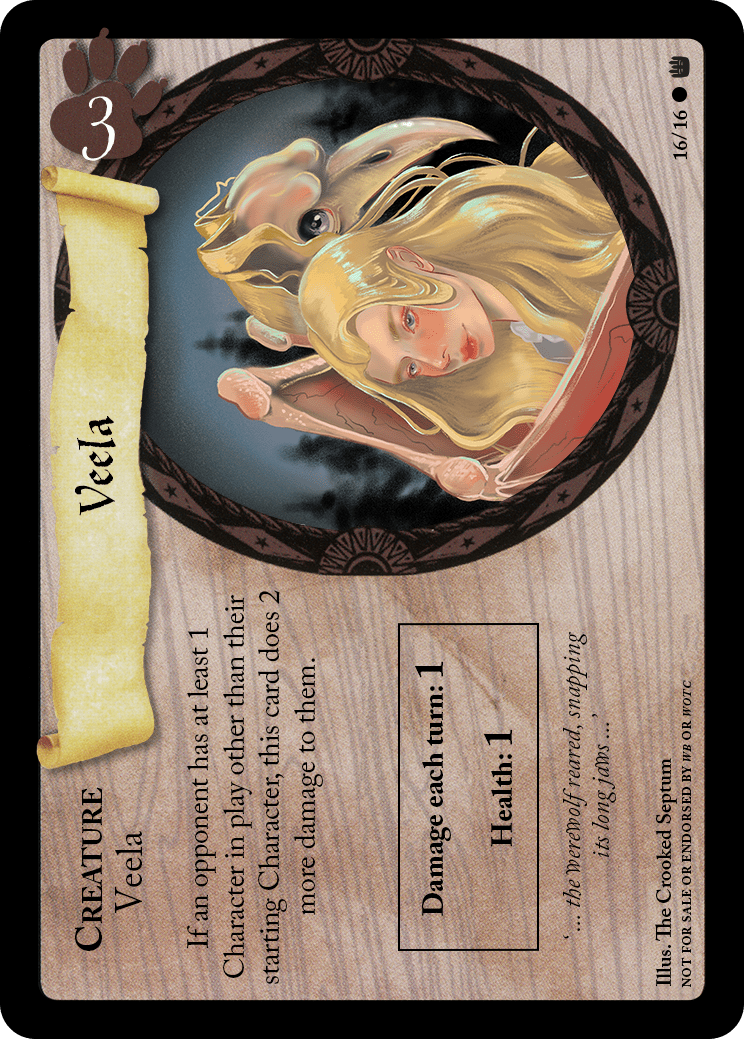 3
Veela
CREATURE
Veela
If an opponent has at least 1
Character in play other than their
starting Character, this card does 2
more damage to them.
Damage each turn: 1
Health: 1
‘... the werewolf reared, snapping
its long jaws ...’
Illus. The Crooked Septum
NOT FOR SALE OR ENDORSED BY WB OR WOTC
16/16